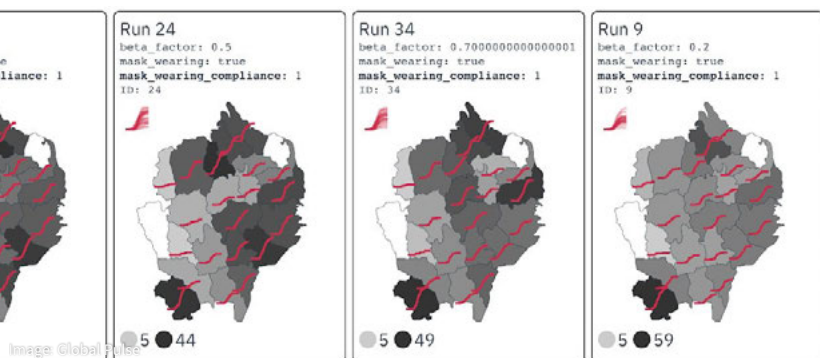 e
liance: 1
Run 24
beta_factor: 0.5
mask_wearing: true
mask_wearing_compliance: 1
ID: 24
5 44
Run 34
beta_factor: 0.7000000000000001
mask_wearing: true
mask_wearing_compliance: 1
ID: 34
5 49
Run 9
beta_factor: 0.2
mask_wearing: true
mask_wearing_compliance: 1
ID: 9
5 59
Image: Global Pulse